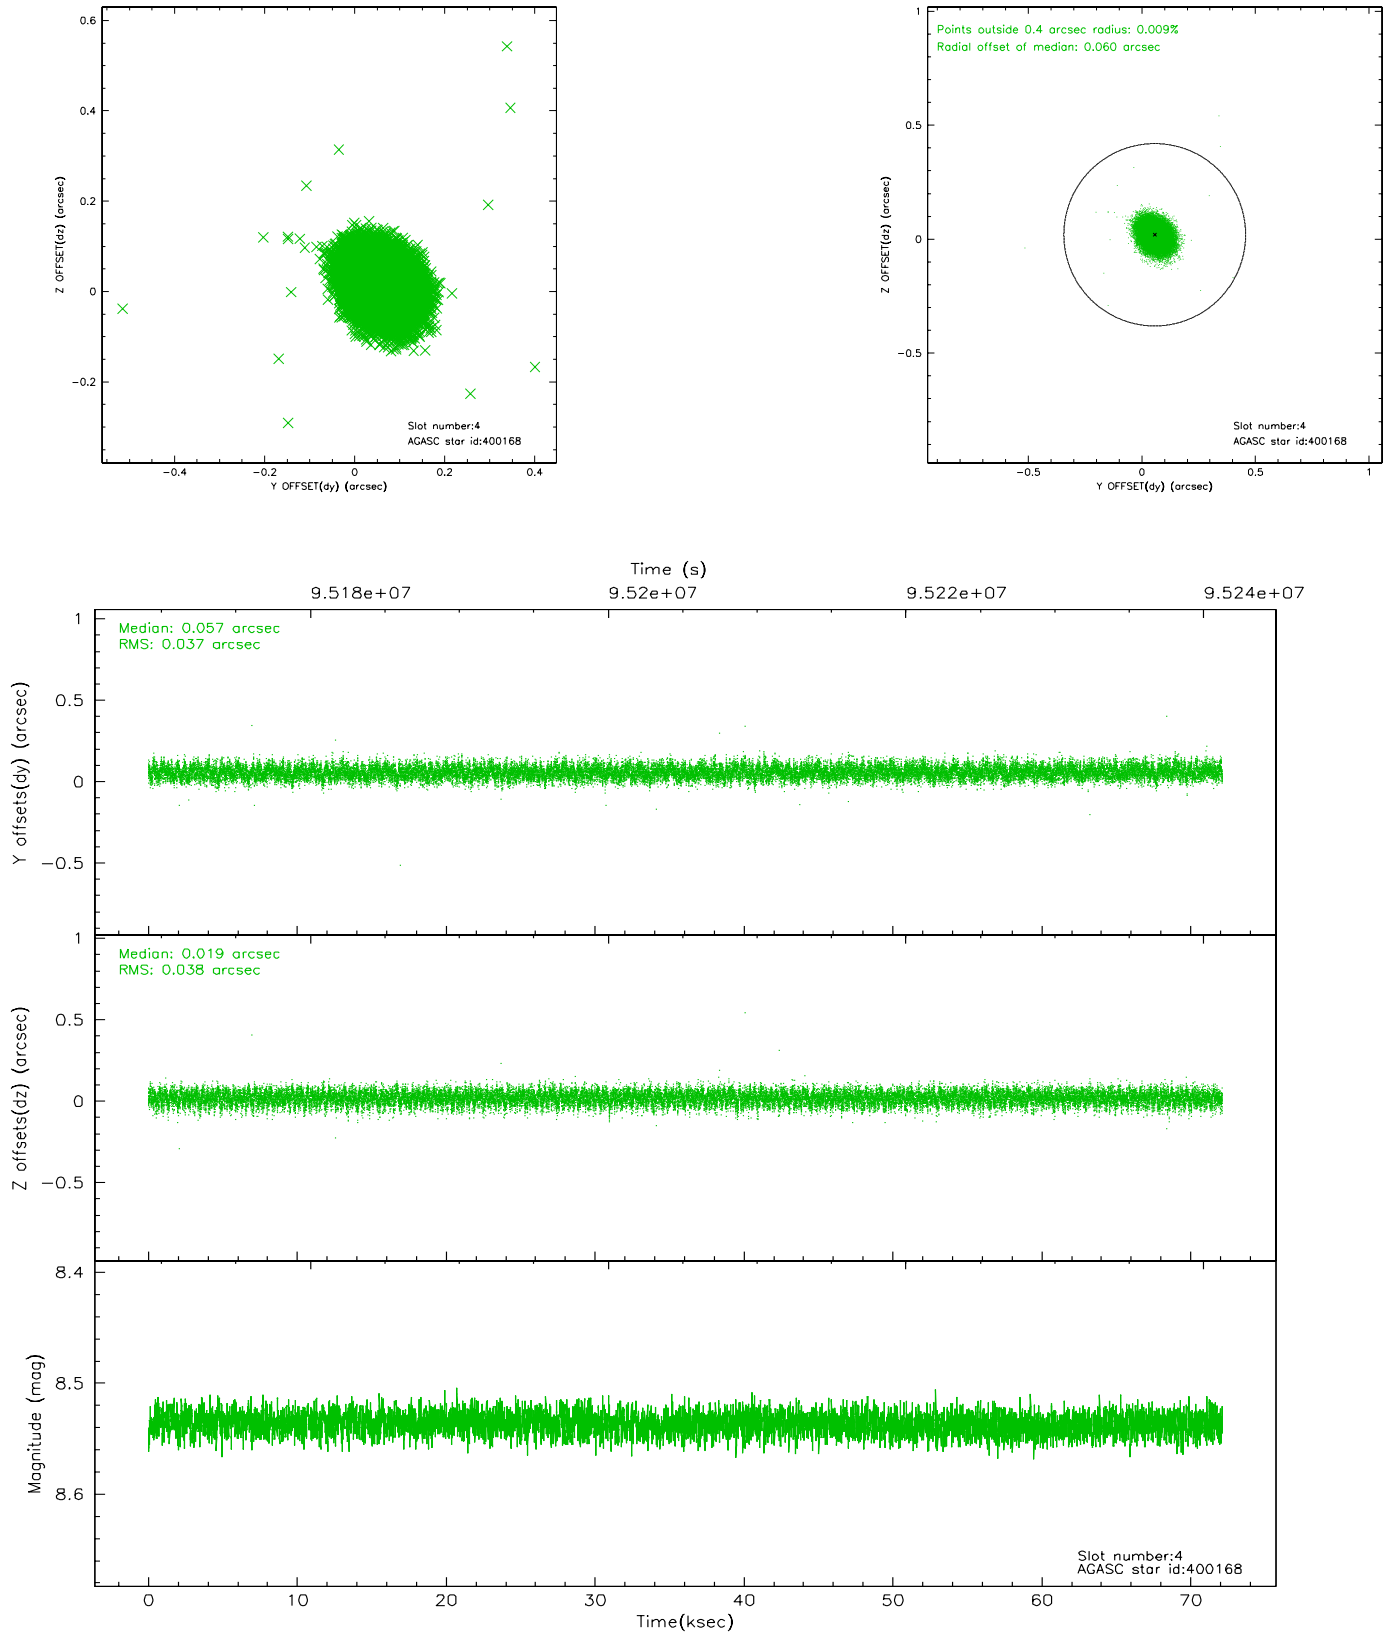 0.6
0.4
0.2
0
−0.2
Z OFFSET(dz) (arcsec)
−0.4
−0.2
0
0.2
0.4
Y OFFSET(dy) (arcsec)
Slot number:4
AGASC star id:400168
Points outside 0.4 arcsec radius: 0.009%
Radial offset of median: 0.060 arcsec
1
0.5
0
−0.5
Z OFFSET(dz) (arcsec)
−0.5
0
0.5
1
Y OFFSET(dy) (arcsec)
Slot number:4
AGASC star id:400168
Time (s)
9.518e+07
9.52e+07
9.522e+07
9.524e+07
Median: 0.057 arcsec
RMS: 0.037 arcsec
1
0.5
0
−0.5
Y offsets(dy) (arcsec)
Median: 0.019 arcsec
RMS: 0.038 arcsec
1
0.5
0
−0.5
Z offsets(dz) (arcsec)
8.4
8.5
8.6
Magnitude (mag)
Slot number:4
AGASC star id:400168
0
10
20
30
40
50
60
70
Time(ksec)